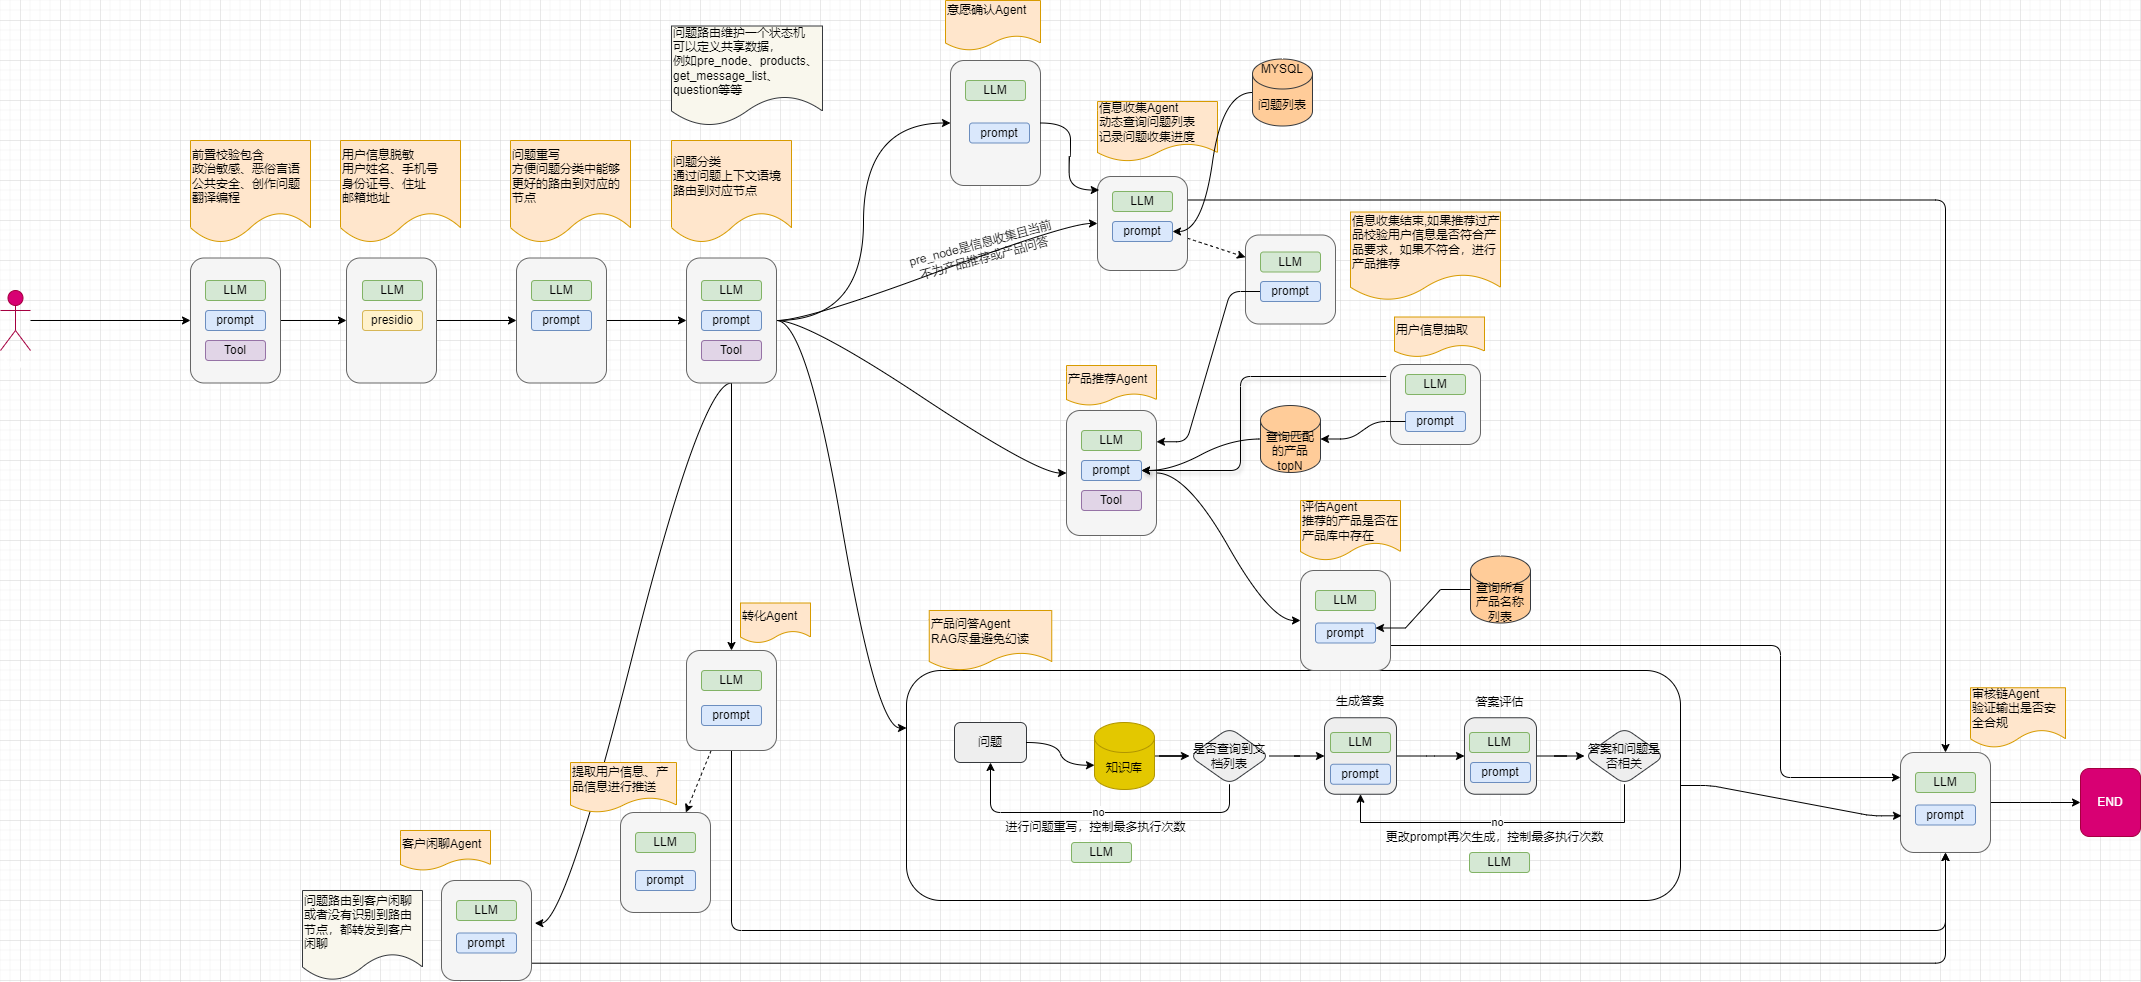 意愿确认Agent
LLM
prompt
问题路由维护一个状态机
可以定义共享数据，
例如pre_node、products、
get_message_list、
question等等
MYSQL
问题列表
信息收集Agent
动态查询问题列表
记录问题收集进度
LLM
prompt
前置校验包含
政治敏感、恶俗言语
公共安全、创作问题
翻译编程
LLM
prompt
Tool
用户信息脱敏
用户姓名、手机号
身份证号、住址
邮箱地址
LLM
presidio
问题重写
方便问题分类中能够
更好的路由到对应的
节点
LLM
prompt
问题分类
通过问题上下文语境
路由到对应节点
LLM
prompt
Tool
pre_node是信息收集且当前
不为产品推荐或产品问答
信息收集结束,如果推荐过产
品校验用户信息是否符合产
品要求，如果不符合，进行
产品推荐
LLM
prompt
用户信息抽取
LLM
prompt
产品推荐Agent
LLM
prompt
Tool
查询匹配
的产品
topN
评估Agent
推荐的产品是否在
产品库中存在
LLM
prompt
查询所有
产品名称
列表
转化Agent
LLM
prompt
提取用户信息、产
品信息进行推送
LLM
prompt
客户闲聊Agent
问题路由到客户闲聊
或者没有识别到路由
节点，都转发到客户
闲聊
LLM
prompt
产品问答Agent
RAG尽量避免幻读
问题
知识库
是否查询到文
档列表
no
进行问题重写，控制最多执行次数
LLM
生成答案
LLM
prompt
答案评估
LLM
prompt
答案和问题是
否相关
no
更改prompt再次生成，控制最多执行次数
LLM
审核链Agent
验证输出是否安
全合规
LLM
prompt
END